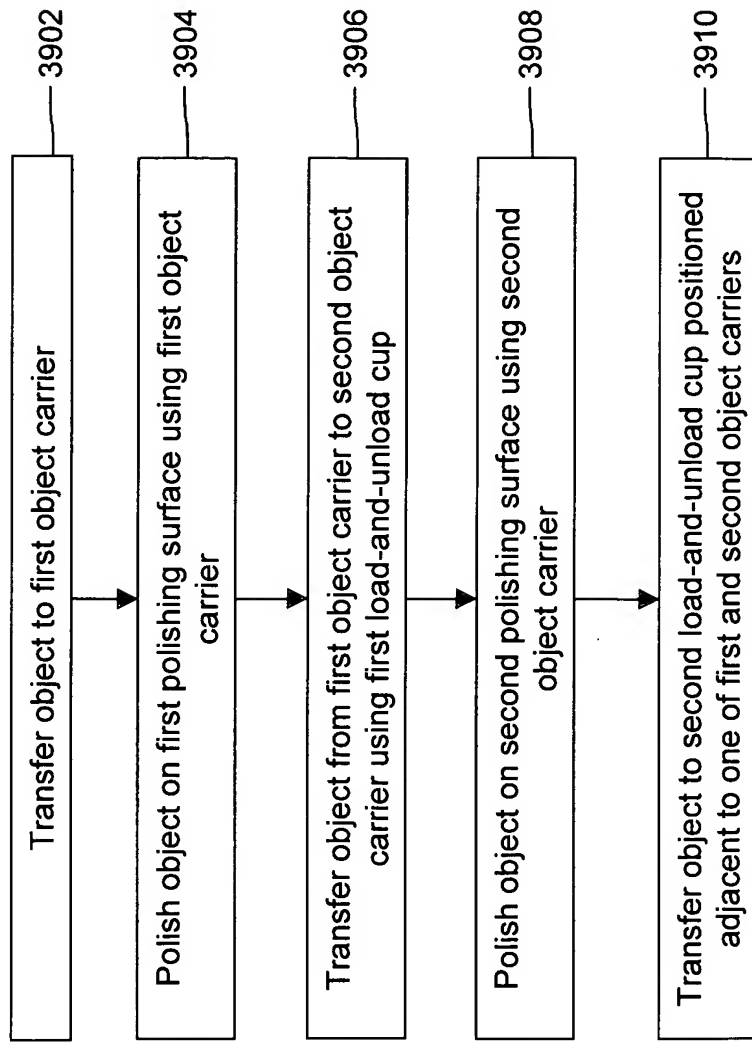 Transfer object to first object carrier
3902
Polish object on first polishing surface using first object
carrier
3904
Transfer object from first object carrier to second object
carrier using first load-and-unload cup
3906
Polish object on second polishing surface using second
object carrier
3908
Transfer object to second load-and-unload cup positioned
adjacent to one of first and second object carriers
3910